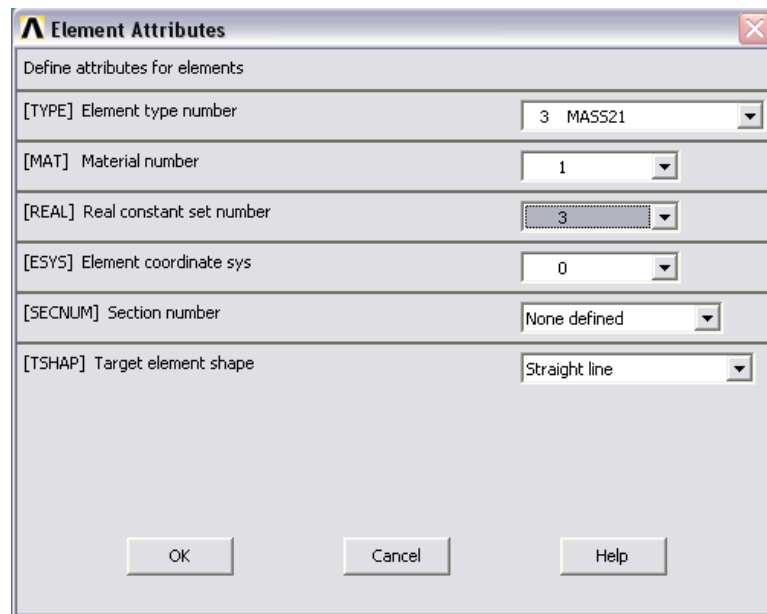 Element Attributes
Define attributes for elements
[TYPE] Element type number 3 MASS21
[MAT] Material number 1
[REAL] Real constant set number 3
[ESYS] Element coordinate sys 0
[SECNUM] Section number None defined
[TSHAP] Target element shape Straight line
OK Cancel Help